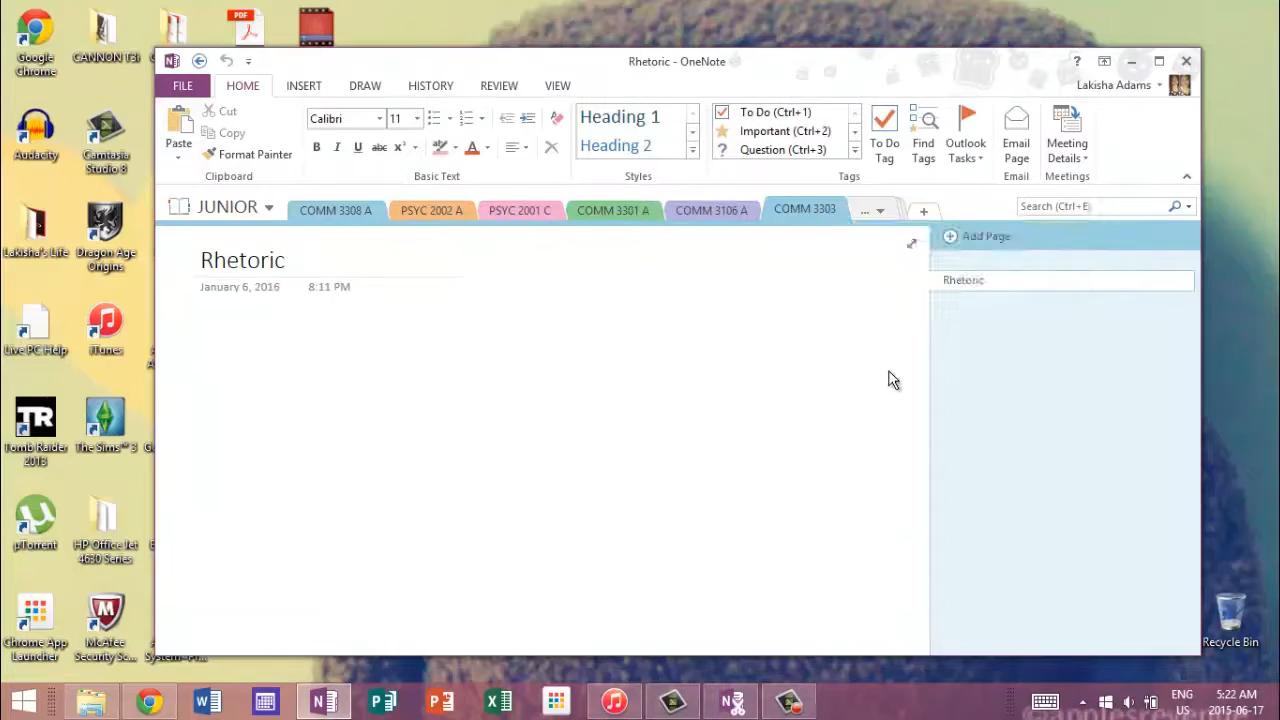 Google Chrome
CANNON T3i
PDF
Audacity
Camtasia Studio 8
Lakisha's Life
Dragon Age Origins
Live PC Help
iTunes
TR
Tomb Raider 2013
The Sims™ 3
µTorrent
HP Office Jet 4630 Series
Chrome App Launcher
McAfee Security Sc...
Rhetoric - OneNote
?
FILE
HOME
INSERT
DRAW
HISTORY
REVIEW
VIEW
Lakisha Adams
Paste
Cut
Copy
Format Painter
Clipboard
Calibri
11
B I U abc x²
A
Basic Text
Heading 1
Heading 2
Styles
To Do (Ctrl+1)
Important (Ctrl+2)
Question (Ctrl+3)
Tags
To Do Tag
Find Tags
Outlook Tasks
Email Page
Email
Meeting Details
Meetings
JUNIOR
COMM 3308 A
PSYC 2002 A
PSYC 2001 C
COMM 3301 A
COMM 3106 A
COMM 3303
...
Search (Ctrl+E)
Rhetoric
January 6, 2016 8:11 PM
Add Page
Rhetoric
Recycle Bin
ENG
US
5:22 AM
2015-06-17